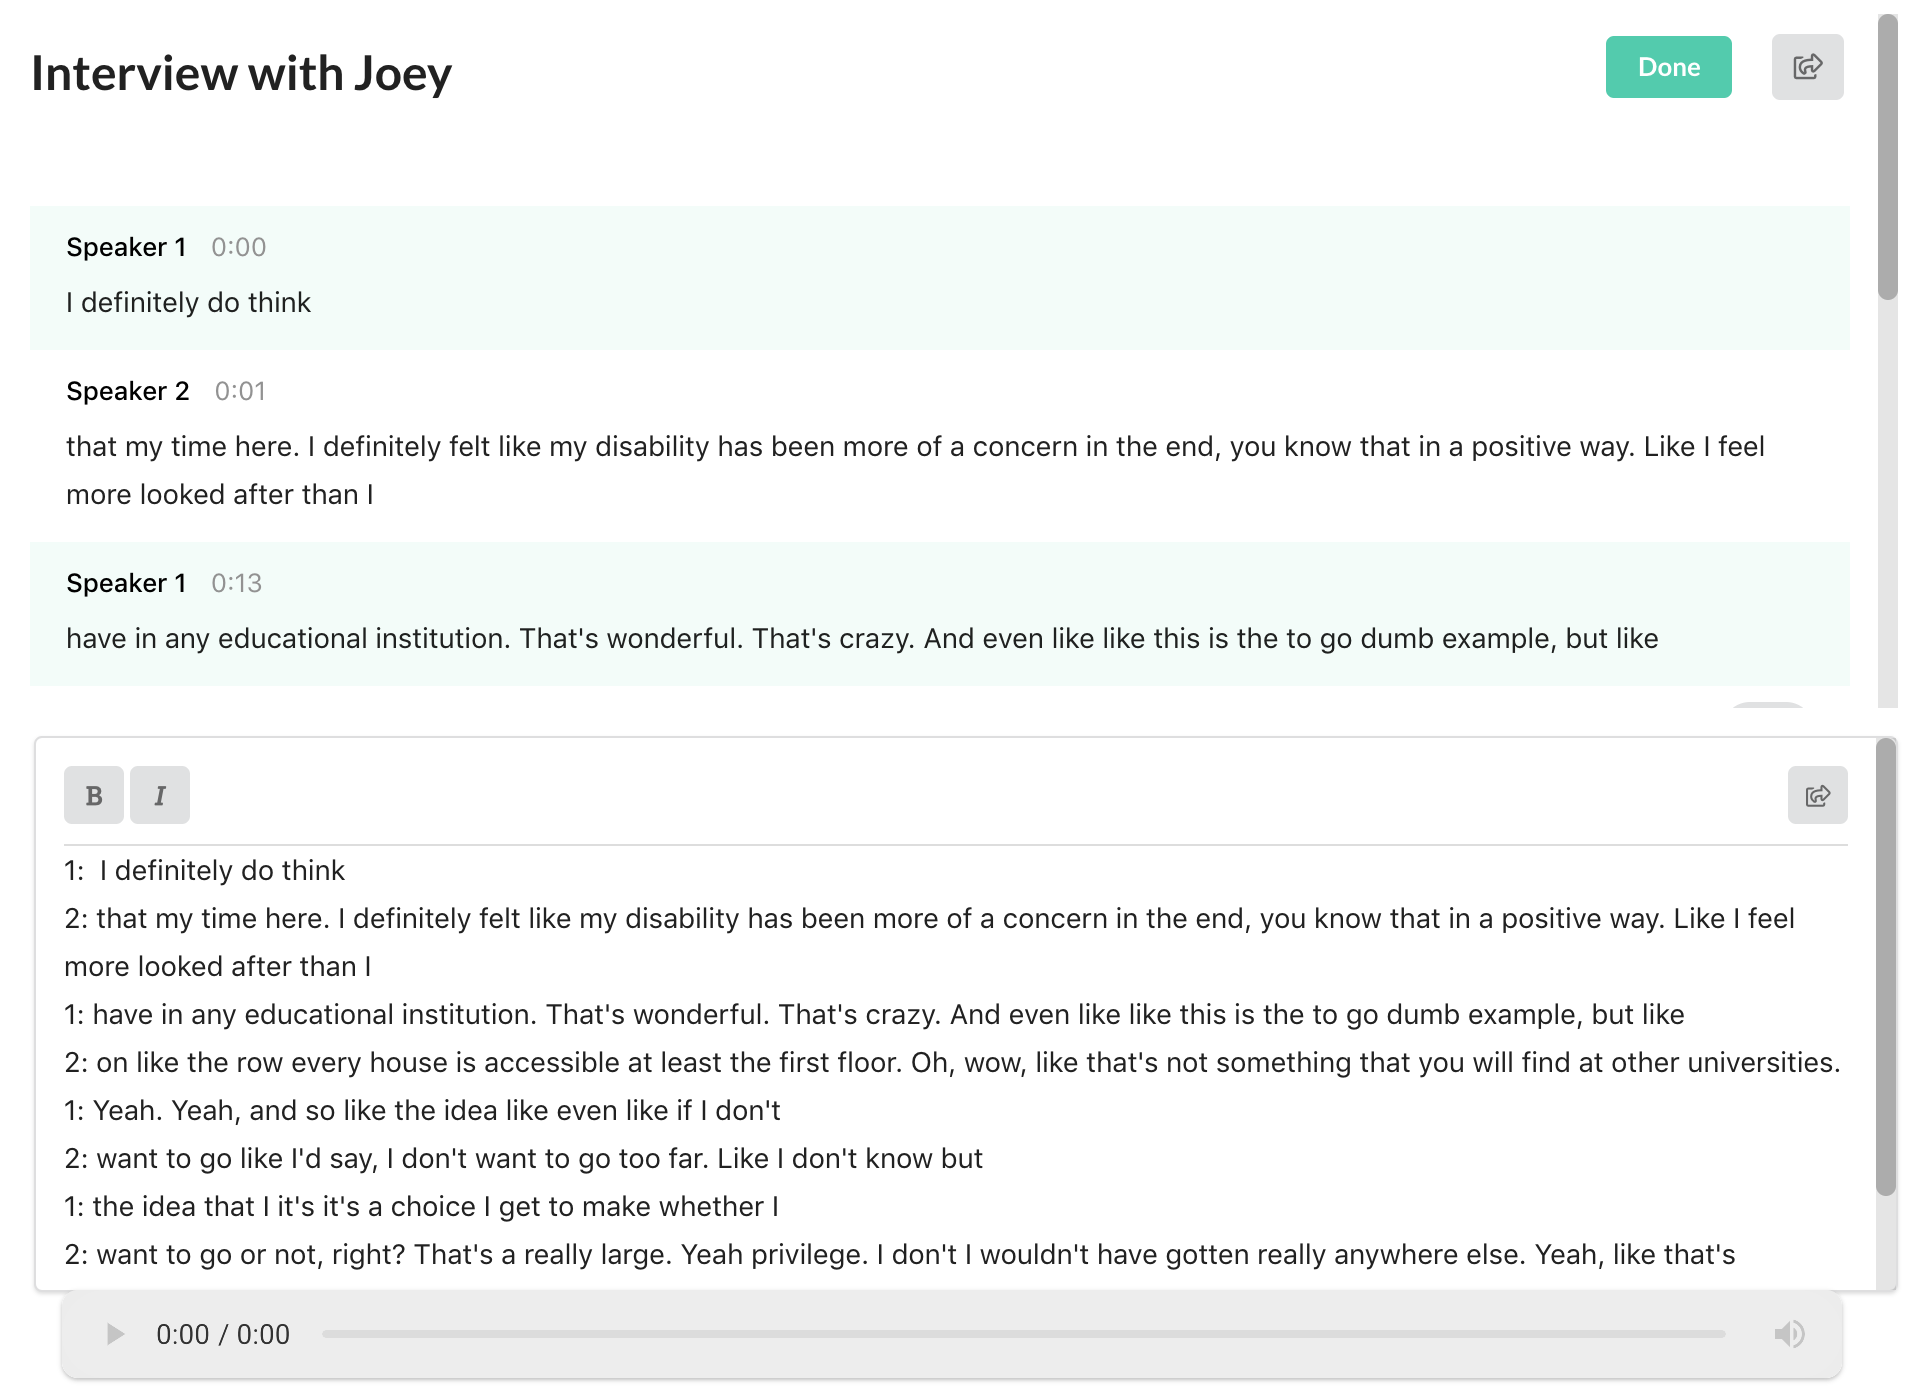 Interview with Joey
Done
Speaker 1 0:00
I definitely do think
Speaker 2 0:01
that my time here. I definitely felt like my disability has been more of a concern in the end, you know that in a positive way. Like I feel
more looked after than I
Speaker 1 0:13
have in any educational institution. That's wonderful. That's crazy. And even like like this is the to go dumb example, but like
B I
1:  I definitely do think
2: that my time here. I definitely felt like my disability has been more of a concern in the end, you know that in a positive way. Like I feel
more looked after than I
1: have in any educational institution. That's wonderful. That's crazy. And even like like this is the to go dumb example, but like
2: on like the row every house is accessible at least the first floor. Oh, wow, like that's not something that you will find at other universities.
1: Yeah. Yeah, and so like the idea like even like if I don't
2: want to go like I'd say, I don't want to go too far. Like I don't know but
1: the idea that I it's it's a choice I get to make whether I
2: want to go or not, right? That's a really large. Yeah privilege. I don't I wouldn't have gotten really anywhere else. Yeah, like that's
0:00 / 0:00